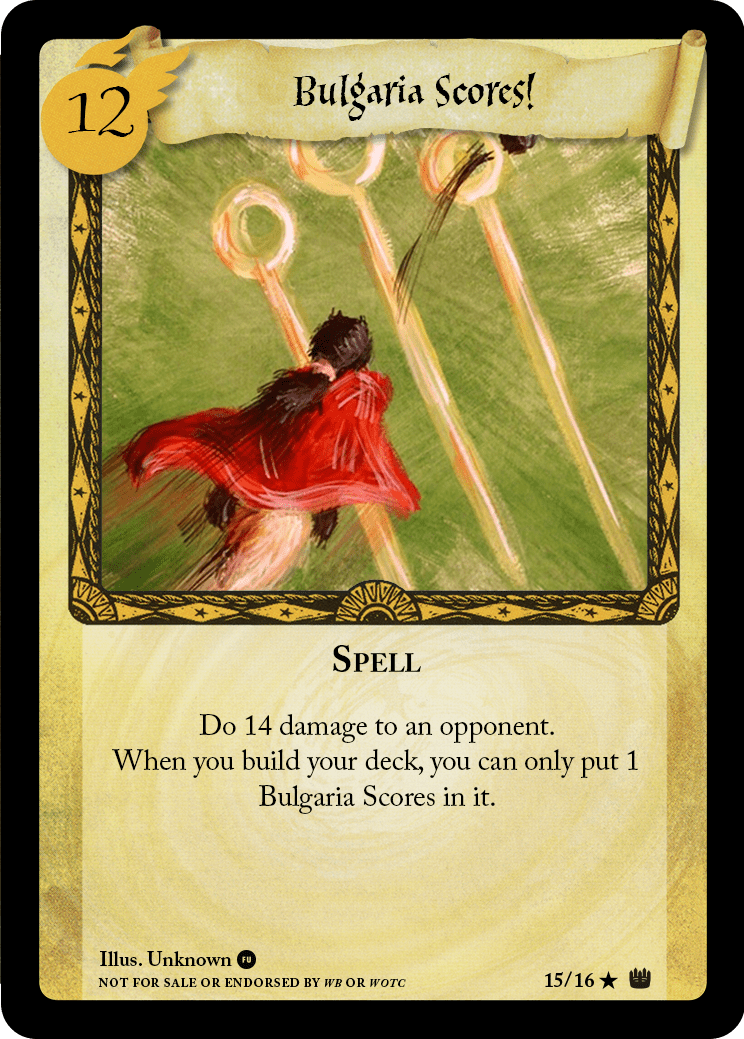 12
Bulgaria Scores!
Spell
Do 14 damage to an opponent.
When you build your deck, you can only put 1
Bulgaria Scores in it.
Illus. Unknown FU
NOT FOR SALE OR ENDORSED BY WB OR WOTC
15/16 ★